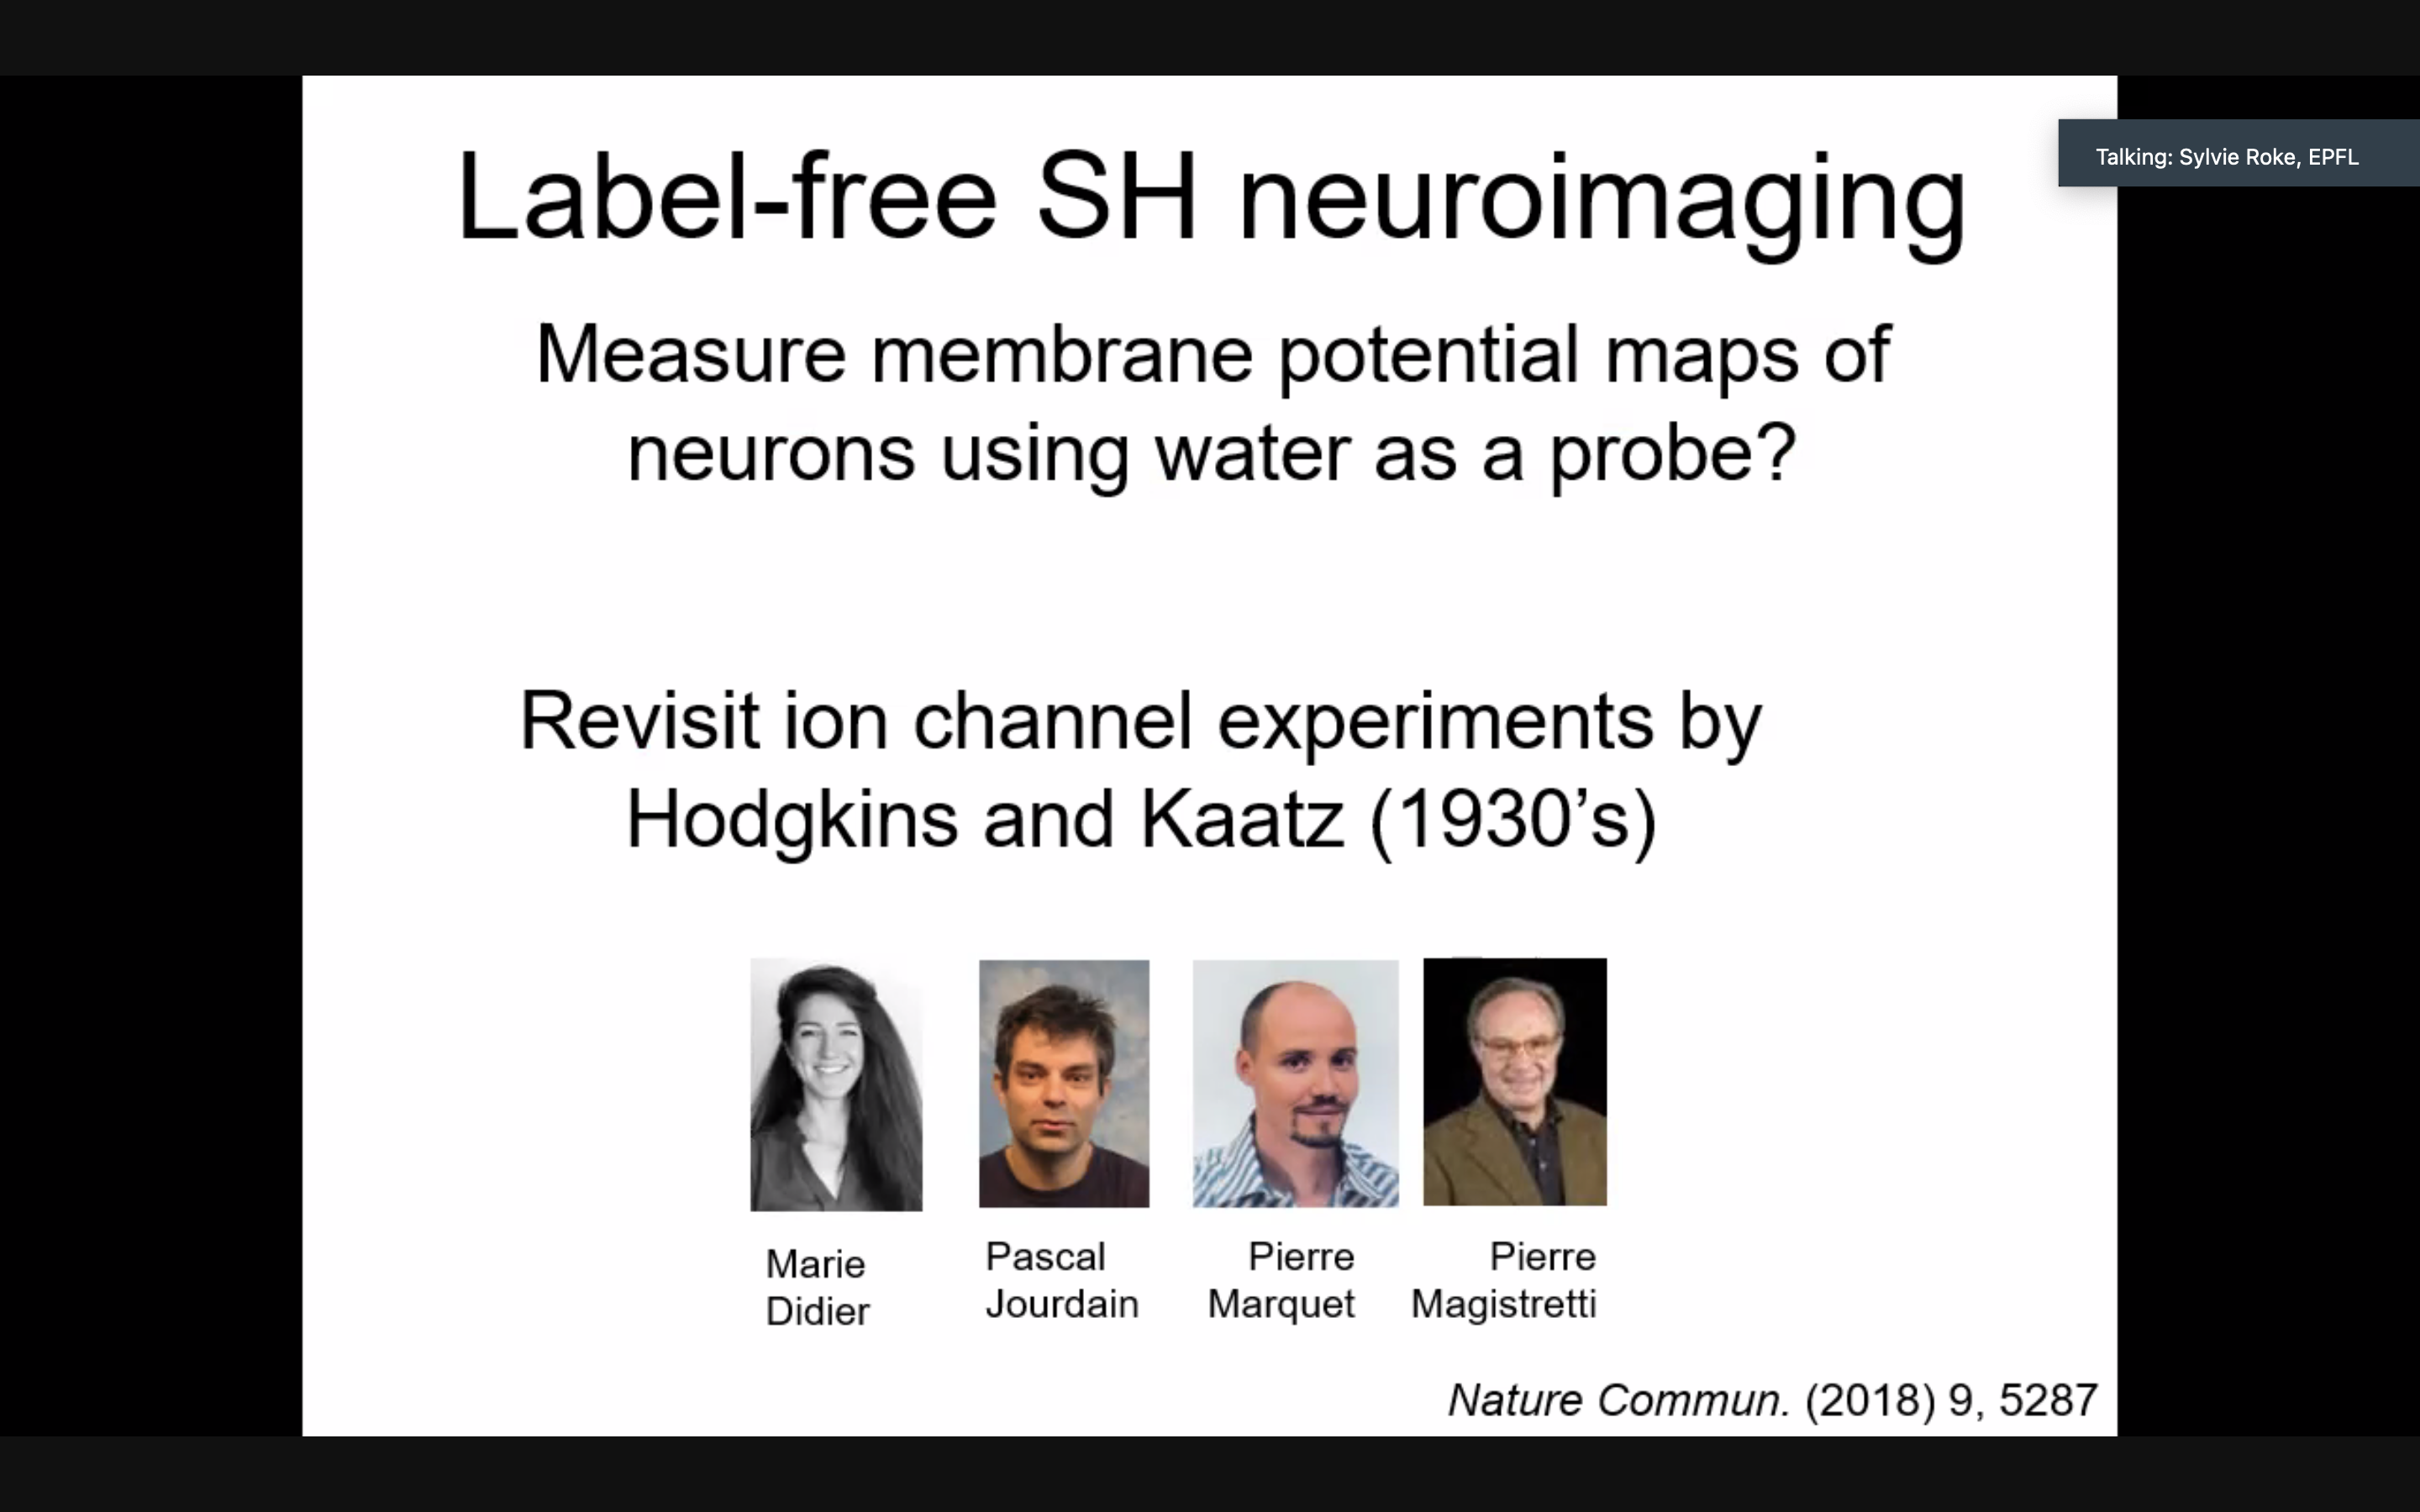 Label-free SH neuroimaging
Talking: Sylvie Roke, EPFL
Measure membrane potential maps of
neurons using water as a probe?
Revisit ion channel experiments by
Hodgkins and Kaatz (1930’s)
Marie
Didier
Pascal
Jourdain
Pierre
Marquet
Pierre
Magistretti
Nature Commun. (2018) 9, 5287